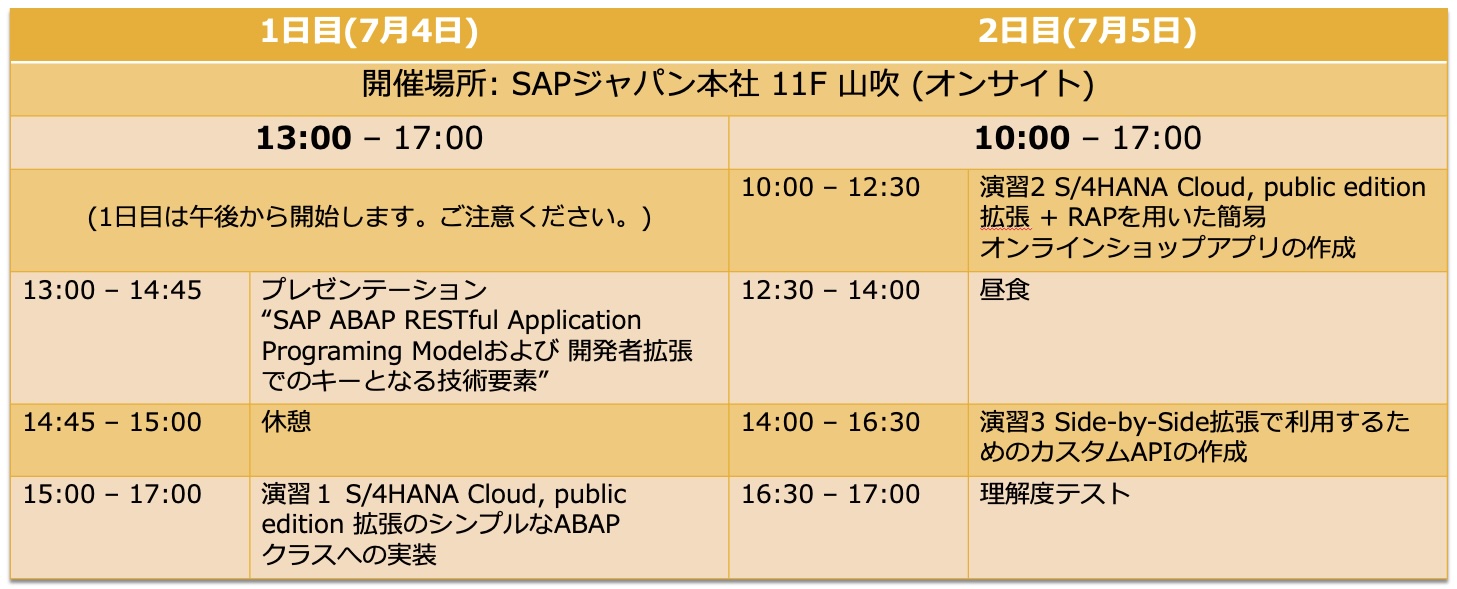 1日目(7月4日)
2日目(7月5日)
開催場所: SAPジャパン本社 11F 山吹 (オンサイト)
13:00 – 17:00
10:00 – 17:00
(1日目は午後から開始します。ご注意ください。)
10:00 – 12:30
演習2 S/4HANA Cloud, public edition
拡張 + RAPを用いた簡易
オンラインショップアプリの作成
13:00 – 14:45
プレゼンテーション
“SAP ABAP RESTful Application
Programing Modelおよび 開発者拡張
でのキーとなる技術要素”
12:30 – 14:00
昼食
14:45 – 15:00
休憩
14:00 – 16:30
演習3 Side-by-Side拡張で利用するた
めのカスタムAPIの作成
15:00 – 17:00
演習１ S/4HANA Cloud, public
edition 拡張のシンプルなABAP
クラスへの実装
16:30 – 17:00
理解度テスト